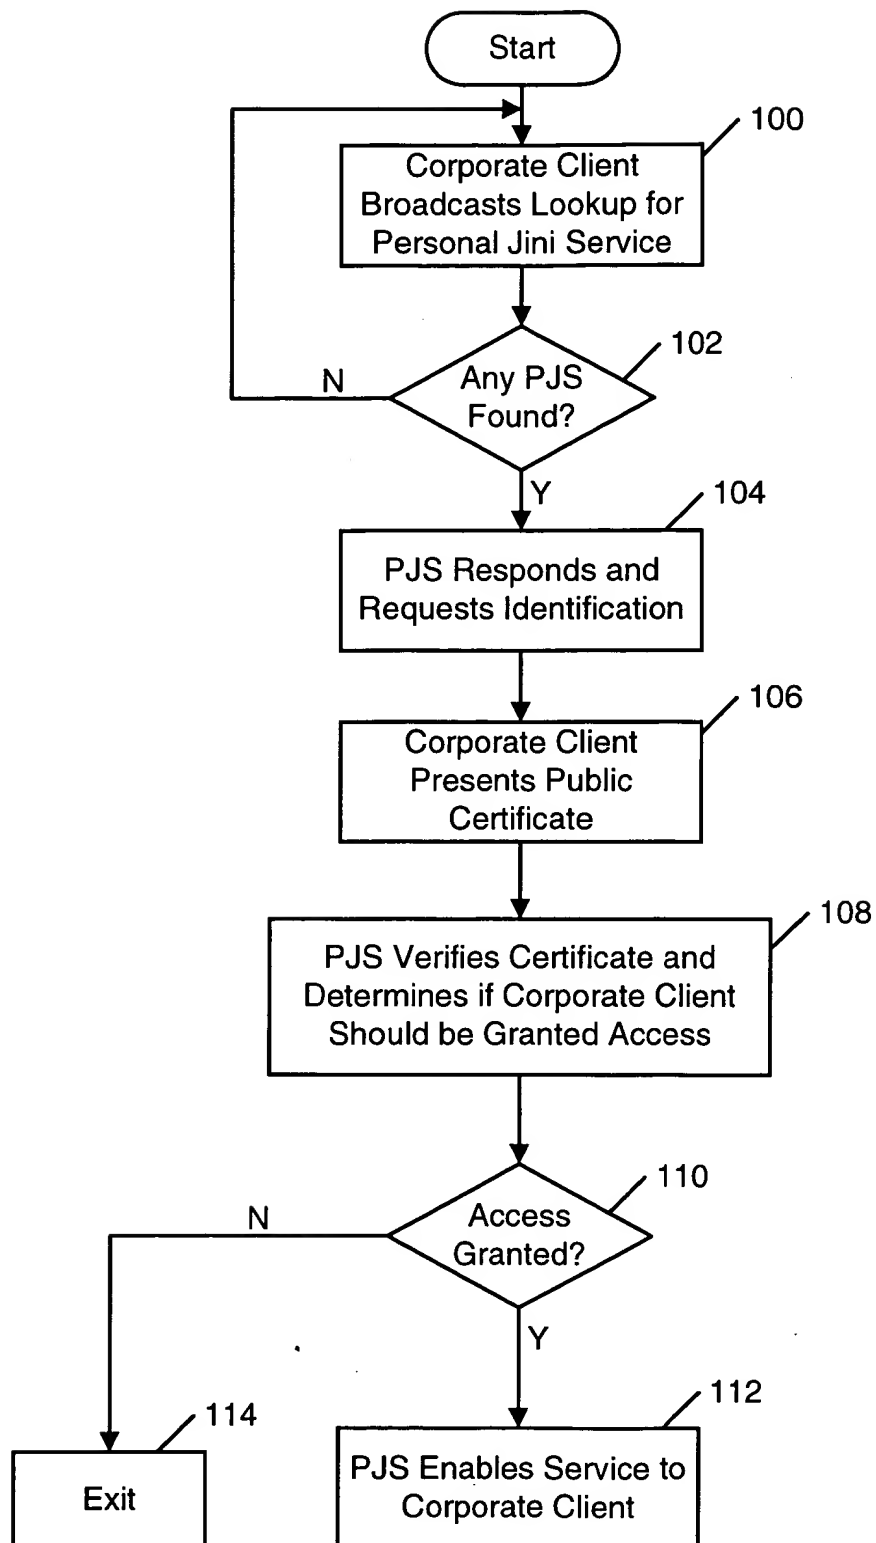 Start
100
Corporate Client
Broadcasts Lookup for
Personal Jini Service
102
Any PJS
Found?
N
Y
104
PJS Responds and
Requests Identification
106
Corporate Client
Presents Public
Certificate
108
PJS Verifies Certificate and
Determines if Corporate Client
Should be Granted Access
110
Access
Granted?
N
Y
114
Exit
112
PJS Enables Service to
Corporate Client